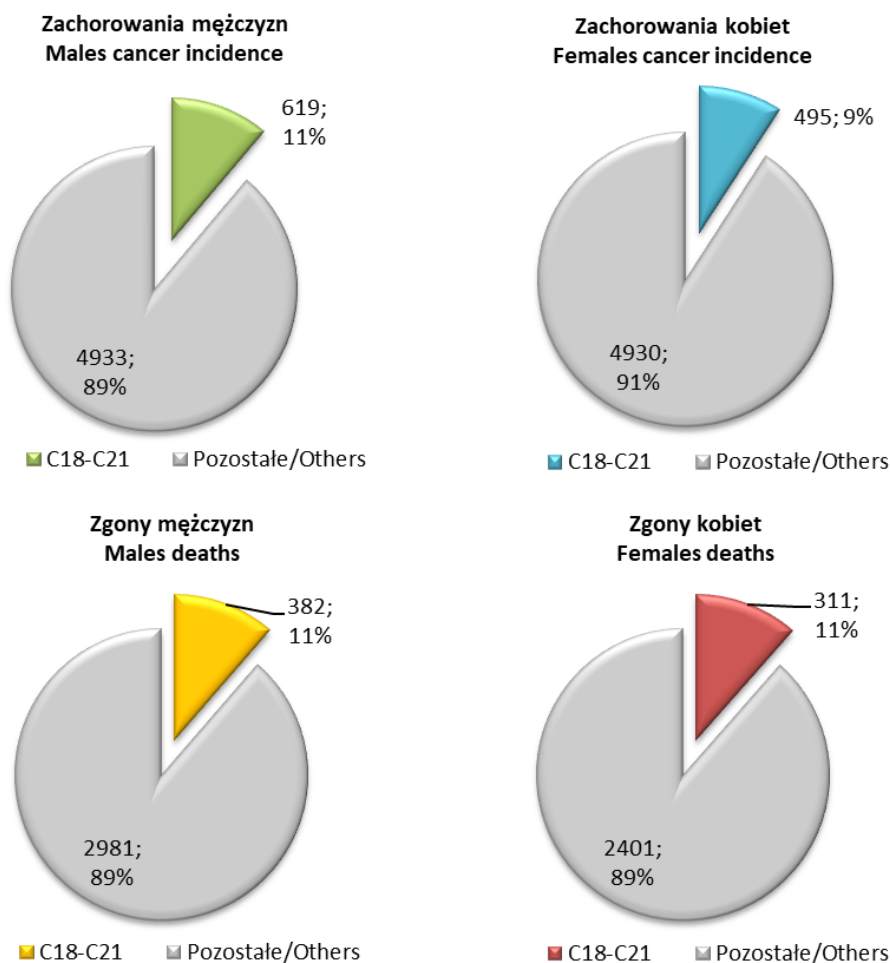 Zachorowania mężczyzn
Males cancer incidence
619;
11%
4933;
89%
C18-C21 Pozostałe/Others
Zachorowania kobiet
Females cancer incidence
495; 9%
4930;
91%
C18-C21 Pozostałe/Others
Zgony mężczyzn
Males deaths
382;
11%
2981;
89%
C18-C21 Pozostałe/Others
Zgony kobiet
Females deaths
311;
11%
2401;
89%
C18-C21 Pozostałe/Others